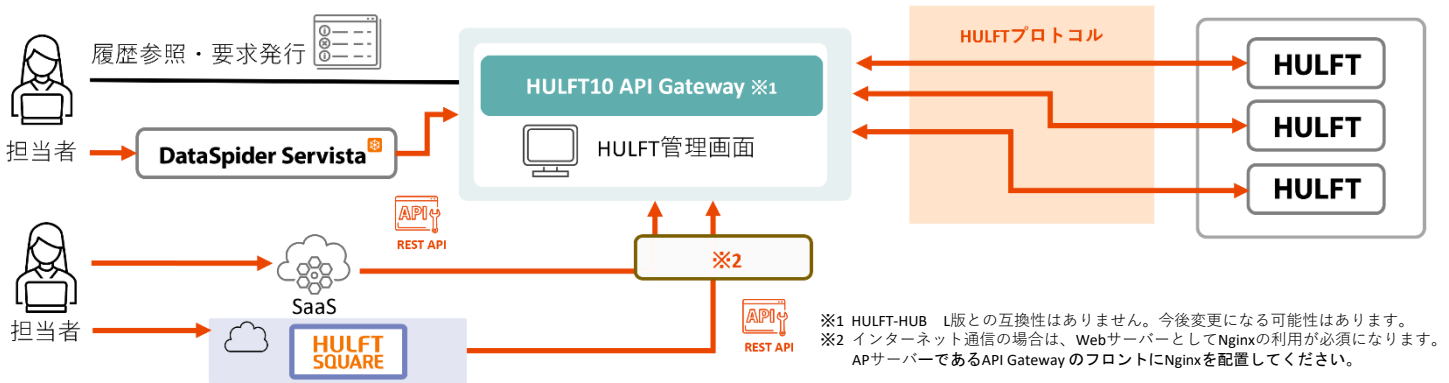 履歴参照・要求発行
担当者
DataSpider Servista
HULFT10 API Gateway ※1
HULFT管理画面
HULFTプロトコル
HULFT
HULFT
HULFT
API
REST API
担当者
SaaS
HULFT
SQUARE
※2
API
REST API
※1 HULFT-HUB　L版との互換性はありません。今後変更になる可能性はあります。
※2 インターネット通信の場合は、WebサーバーとしてNginxの利用が必須になります。
APサーバーであるAPI Gateway のフロントにNginxを配置してください。